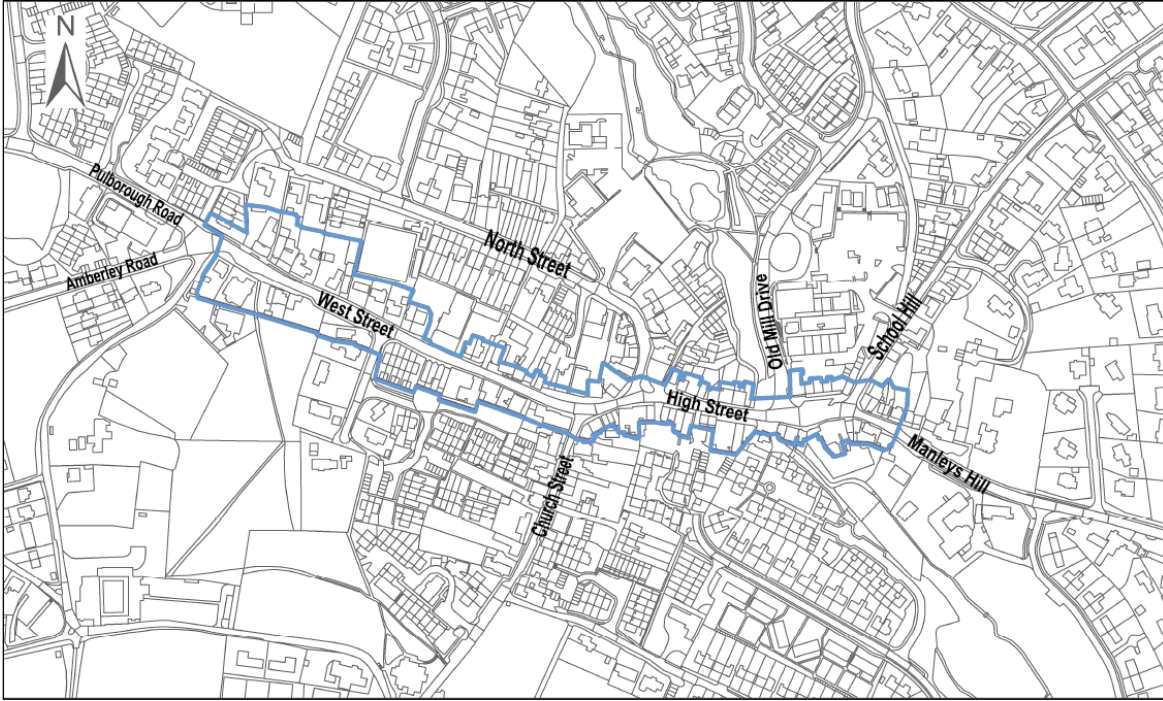 N
Pulborough Road
Amberley Road
North Street
West Street
Old Mill Drive
School Hill
High Street
Manleys Hill
Church Street